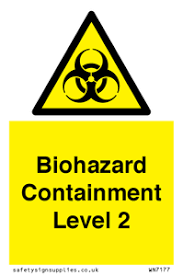 Biohazard
Containment
Level 2
safetysignsupplies.co.uk WN7177